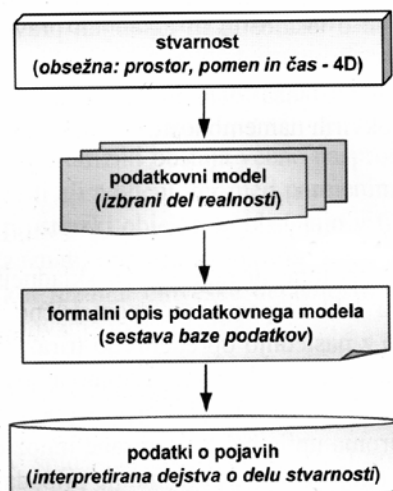 stvarnost
(obsežna: prostor, pomen in čas - 4D)
podatkovni model
(izbrani del realnosti)
formalni opis podatkovnega modela
(sestava baze podatkov)
podatki o pojavih
(interpretirana dejstva o delu stvarnosti)